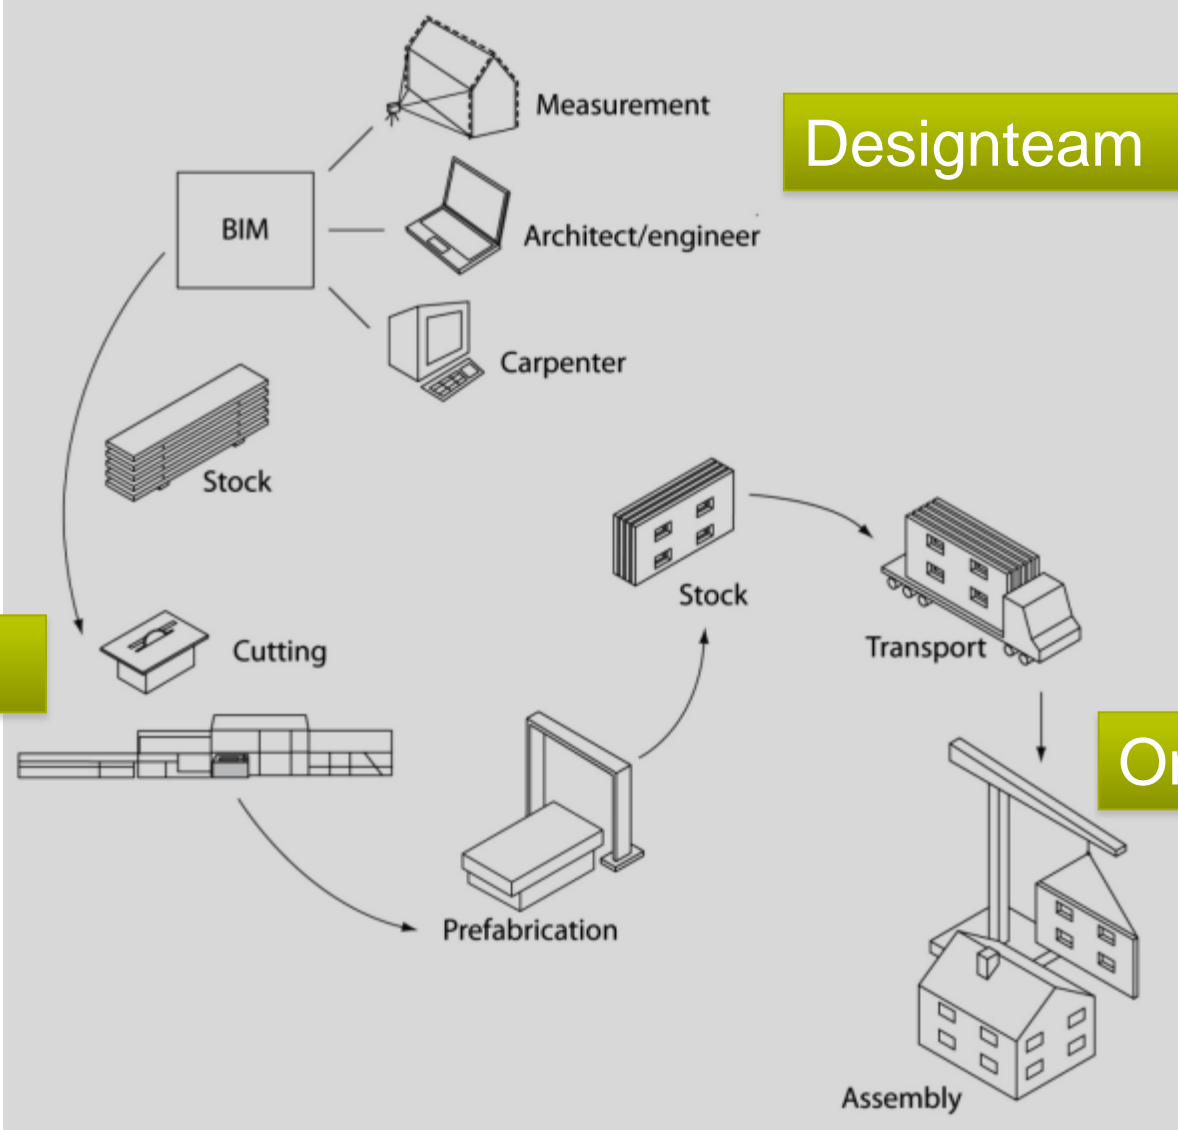 Measurement
Designteam
BIM
Architect/engineer
Carpenter
Stock
Stock
Cutting
Transport
Prefabrication
Assembly